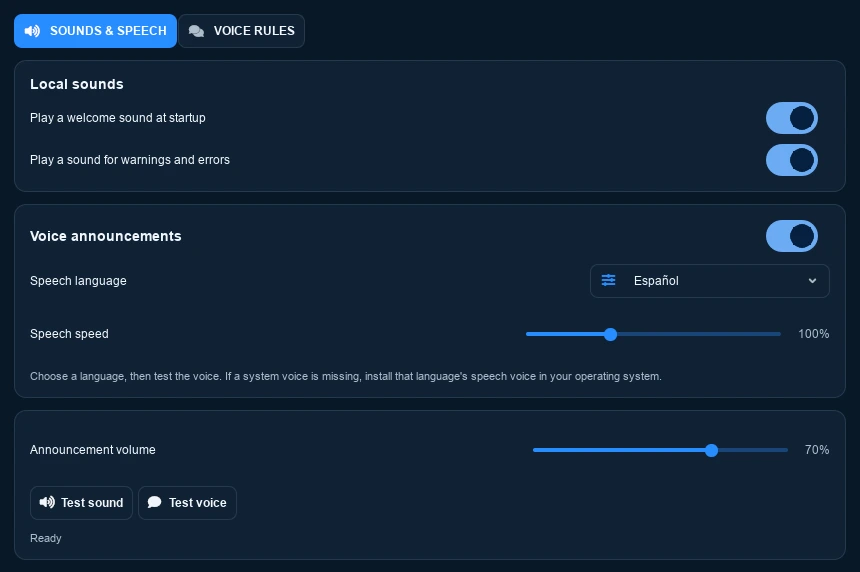 SOUNDS & SPEECH
VOICE RULES
Local sounds
Play a welcome sound at startup
Play a sound for warnings and errors
Voice announcements
Speech language
Español
Speech speed
100%
Choose a language, then test the voice. If a system voice is missing, install that language's speech voice in your operating system.
Announcement volume
70%
Test sound
Test voice
Ready